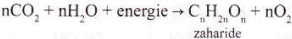 nCO₂ + nH₂O + energie → CₙH₂ₙOₙ + nO₂
zaharide